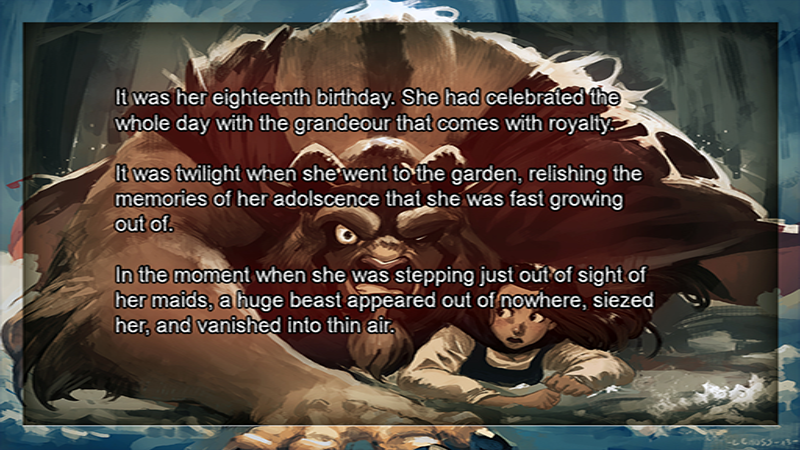 It was her eighteenth birthday. She had celebrated the
whole day with the grandeour that comes with royalty.
It was twilight when she went to the garden, relishing the
memories of her adolscence that she was fast growing
out of.
In the moment when she was stepping just out of sight of
her maids, a huge beast appeared out of nowhere, siezed
her, and vanished into thin air.